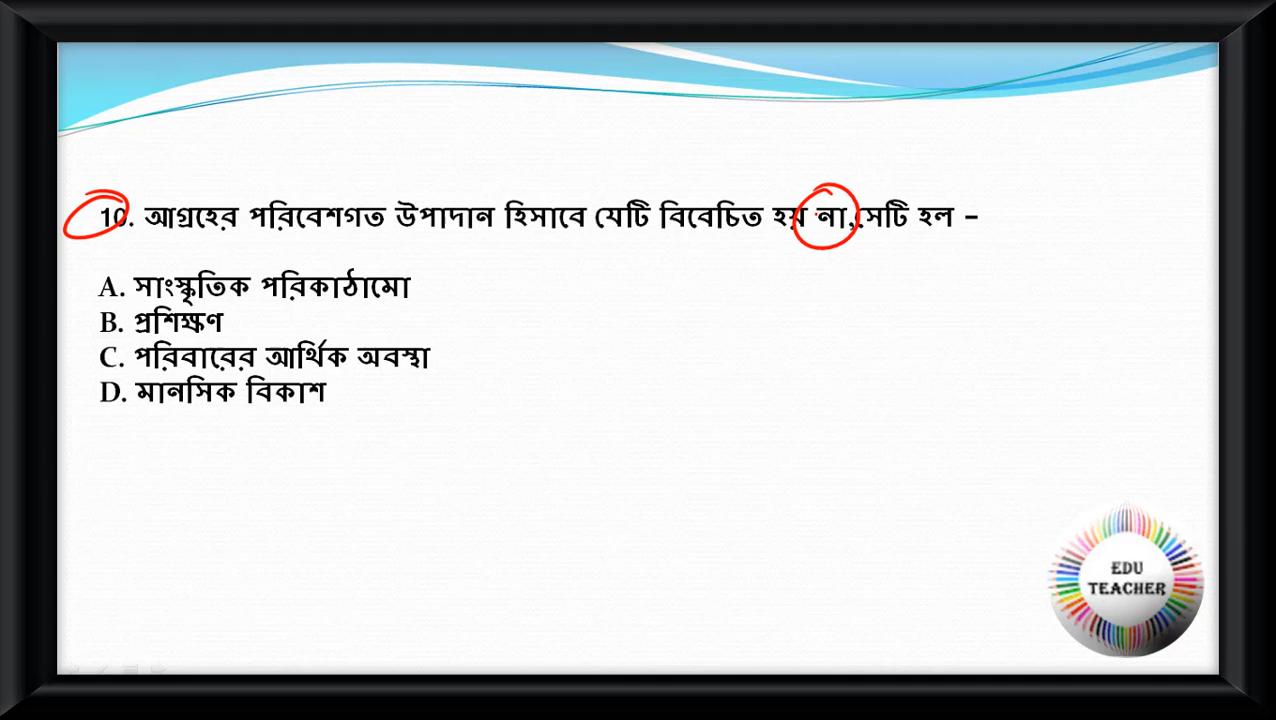 10. আগ্রহের পরিবেশগত উপাদান হিসাবে যেটি বিবেচিত হয় না,সেটি হল –
A. সাংস্কৃতিক পরিকাঠামো
B. প্রশিক্ষণ
C. পরিবারের আর্থিক অবস্থা
D. মানসিক বিকাশ
EDU
TEACHER